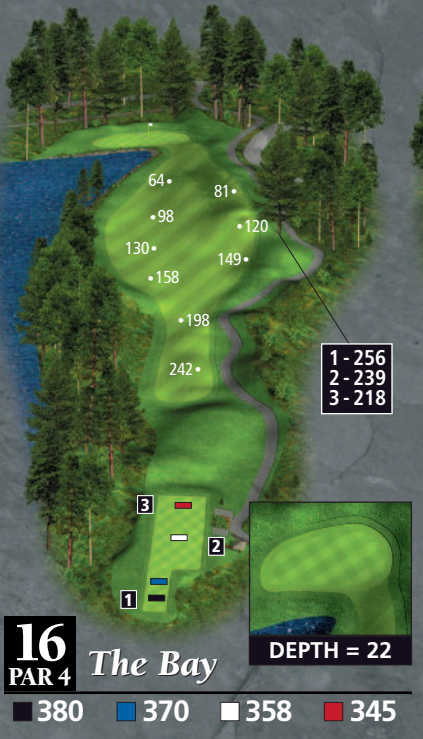 64
81
98
120
130
149
158
198
242
1 - 256
2 - 239
3 - 218
3
2
1
DEPTH = 22
16
PAR 4
The Bay
380 370 358 345